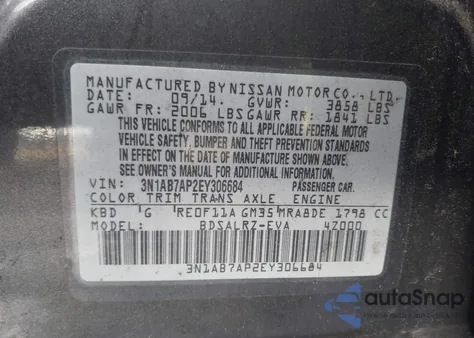 MANUFACTURED BY NISSAN MOTOR CO., LTD.
DATE: 09/14. GVWR: 3858 LBS
GAWR FR: 2006 LBS GAWR RR: 1841 LBS
THIS VEHICLE CONFORMS TO ALL APPLICABLE FEDERAL MOTOR
VEHICLE SAFETY, BUMPER AND THEFT PREVENTION STANDARDS
IN EFFECT ON THE DATE OF MANUFACTURE SHOWN ABOVE.
SEE OWNER'S MANUAL FOR ADDITIONAL INFORMATION
VIN: 3N1AB7AP2EY306684 PASSENGER CAR
COLOR TRIM TRANS AXLE ENGINE
KBD G RE0F11A GM35 MRA8DE 1798 CC
MODEL: BDSALRZ-EVA 4Z000
3N1AB7AP2EY306684
autoSnap